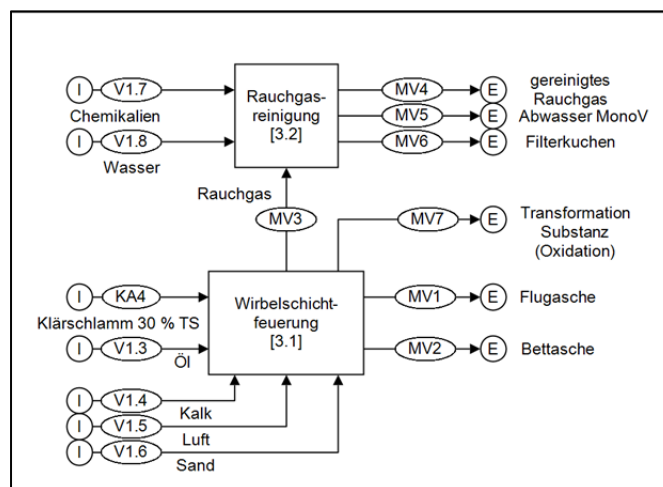 I V1.7 MV4 E gereinigtes
Chemikalien Rauchgas-
reinigung
[3.2] Rauchgas
MV5 E Abwasser MonoV
I V1.8 MV6 E Filterkuchen
Wasser
Rauchgas
MV3 MV7 E Transformation
Substanz
(Oxidation)
I KA4 Wirbelschicht-
feuerung
[3.1] MV1 E Flugasche
Klärschlamm 30 % TS
I V1.3 Öl MV2 E Bettasche
I V1.4 Kalk
I V1.5 Luft
I V1.6 Sand